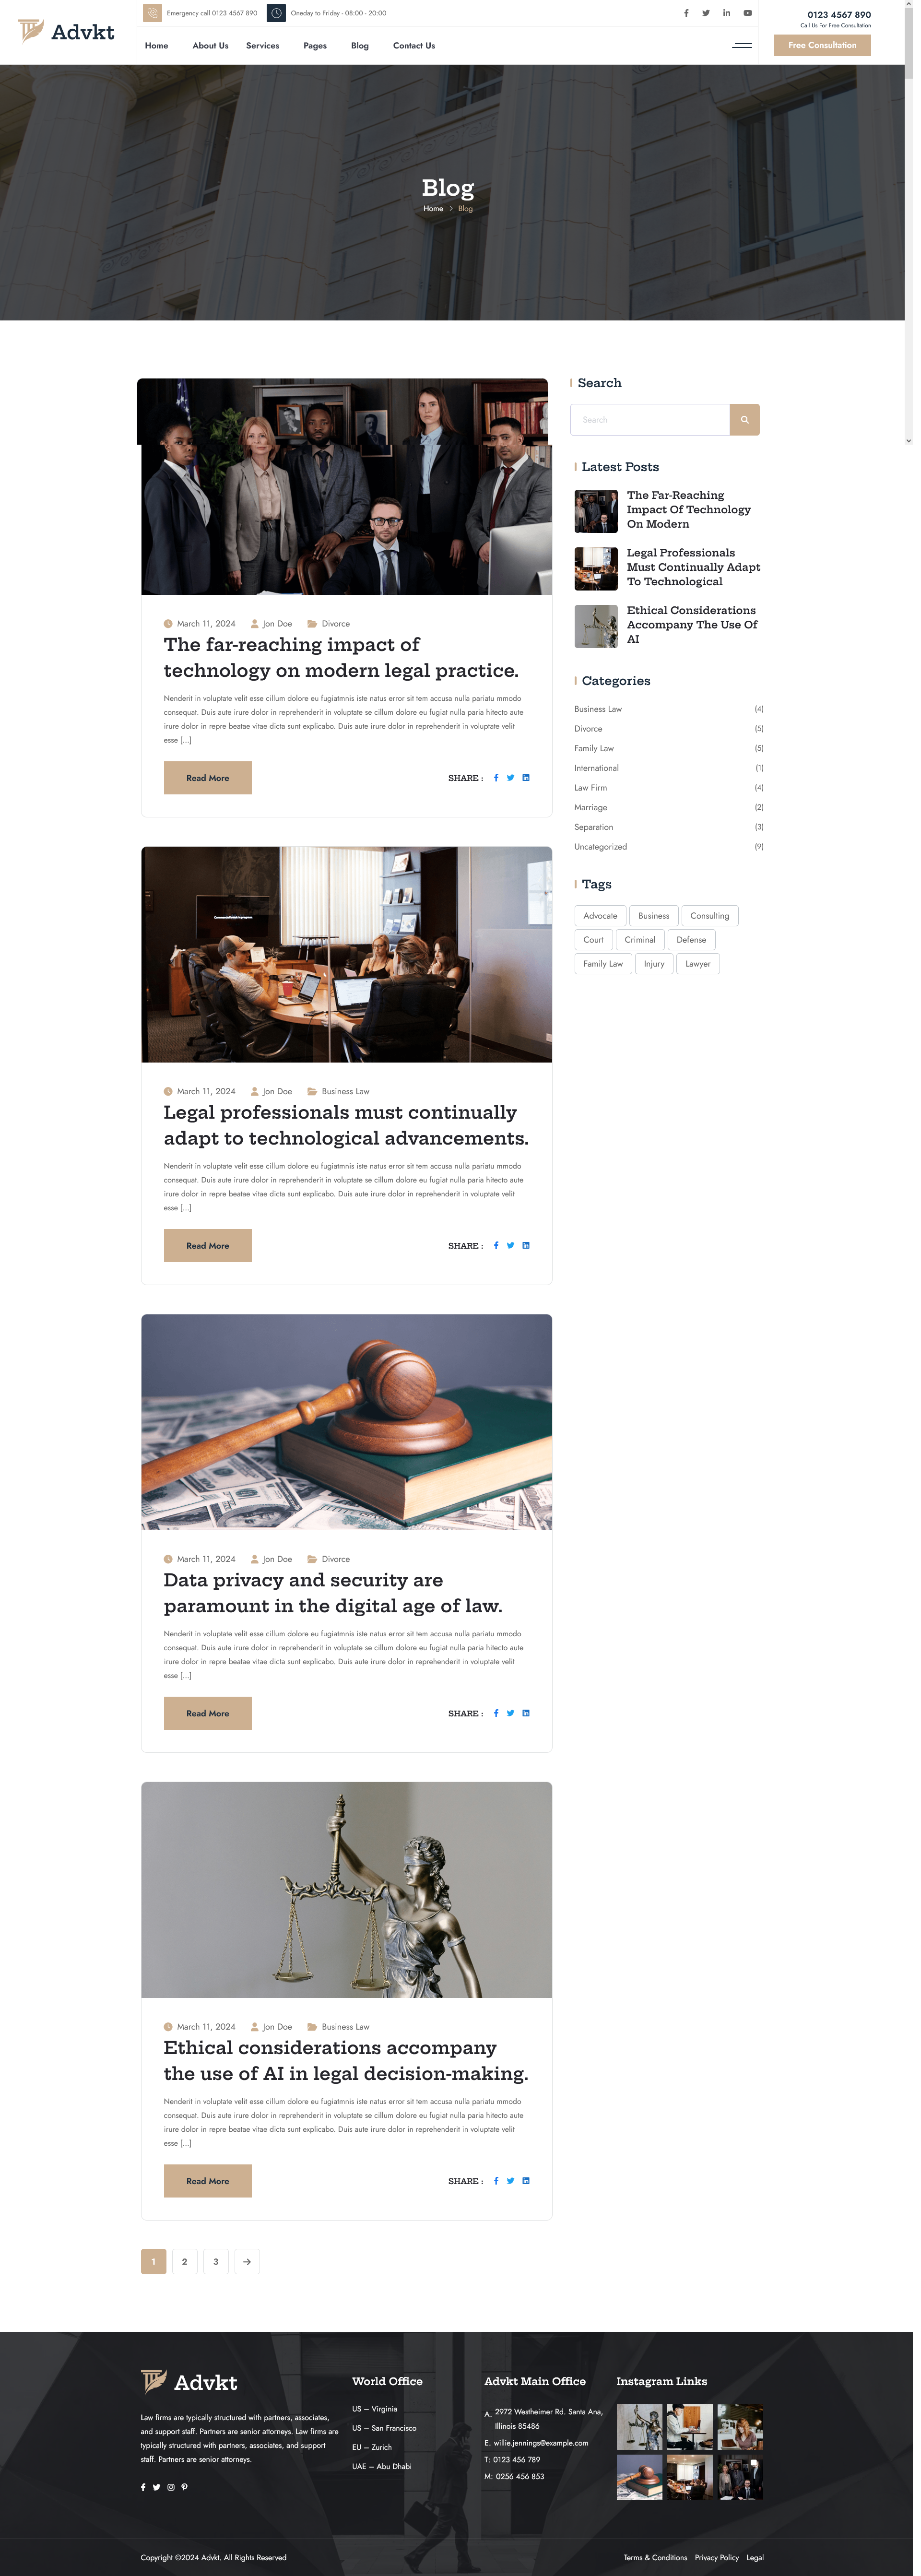 Advkt
Emergency call 0123 4567 890
Oneday to Friday - 08:00 - 20:00
Home
About Us
Services
Pages
Blog
Contact Us
0123 4567 890
Call Us For Free Consultation
Free Consultation
Blog
Home
Blog
March 11, 2024
Jon Doe
Divorce
The far-reaching impact of
technology on modern legal practice.
Nenderit in voluptate velit esse cillum dolore eu fugiatmnis iste natus error sit tem accusa nulla pariatu mmodo
consequat. Duis aute irure dolor in reprehenderit in voluptate se cillum dolore eu fugiat nulla paria hitecto aute
irure dolor in repre beatae vitae dicta sunt explicabo. Duis aute irure dolor in reprehenderit in voluptate velit
esse [...]
Read More
SHARE :
March 11, 2024
Jon Doe
Business Law
Legal professionals must continually
adapt to technological advancements.
Nenderit in voluptate velit esse cillum dolore eu fugiatmnis iste natus error sit tem accusa nulla pariatu mmodo
consequat. Duis aute irure dolor in reprehenderit in voluptate se cillum dolore eu fugiat nulla paria hitecto aute
irure dolor in repre beatae vitae dicta sunt explicabo. Duis aute irure dolor in reprehenderit in voluptate velit
esse [...]
Read More
SHARE :
March 11, 2024
Jon Doe
Divorce
Data privacy and security are
paramount in the digital age of law.
Nenderit in voluptate velit esse cillum dolore eu fugiatmnis iste natus error sit tem accusa nulla pariatu mmodo
consequat. Duis aute irure dolor in reprehenderit in voluptate se cillum dolore eu fugiat nulla paria hitecto aute
irure dolor in repre beatae vitae dicta sunt explicabo. Duis aute irure dolor in reprehenderit in voluptate velit
esse [...]
Read More
SHARE :
March 11, 2024
Jon Doe
Business Law
Ethical considerations accompany
the use of AI in legal decision-making.
Nenderit in voluptate velit esse cillum dolore eu fugiatmnis iste natus error sit tem accusa nulla pariatu mmodo
consequat. Duis aute irure dolor in reprehenderit in voluptate se cillum dolore eu fugiat nulla paria hitecto aute
irure dolor in repre beatae vitae dicta sunt explicabo. Duis aute irure dolor in reprehenderit in voluptate velit
esse [...]
Read More
SHARE :
1
2
3
Search
Search
Latest Posts
The Far-Reaching
Impact Of Technology
On Modern
Legal Professionals
Must Continually Adapt
To Technological
Ethical Considerations
Accompany The Use Of
AI
Categories
Business Law (4)
Divorce (5)
Family Law (5)
International (1)
Law Firm (4)
Marriage (2)
Separation (3)
Uncategorized (9)
Tags
Advocate
Business
Consulting
Court
Criminal
Defense
Family Law
Injury
Lawyer
Advkt
Law firms are typically structured with partners, associates,
and support staff. Partners are senior attorneys. Law firms are
typically structured with partners, associates, and support
staff. Partners are senior attorneys.
World Office
US – Virginia
US – San Francisco
EU – Zurich
UAE – Abu Dhabi
Advkt Main Office
A. 2972 Westheimer Rd. Santa Ana,
Illinois 85486
E. willie.jennings@example.com
T: 0123 456 789
M: 0256 456 853
Instagram Links
Copyright ©2024 Advkt. All Rights Reserved
Terms & Conditions
Privacy Policy
Legal